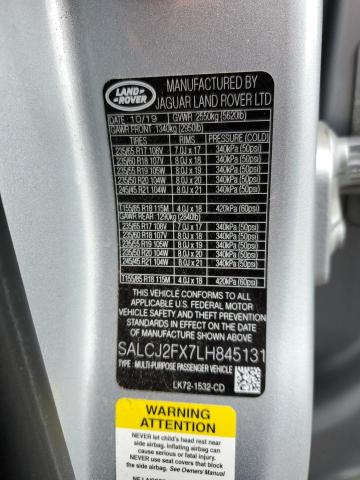 LAND
ROVER
MANUFACTURED BY
JAGUAR LAND ROVER LTD
DATE: 10/19 GVWR: 2550kg [5620lb]
GAWR FRONT: 1340kg [2950lb]
TIRES RIMS PRESSURE (COLD)
235/65 R17 108V 7.0J x 17 340kPa (50psi)
235/60 R18 107V 8.0J x 18 340kPa (50psi)
235/55 R19 105V 8.0J x 19 340kPa (50psi)
235/50 R20 104W 8.0J x 20 340kPa (50psi)
245/45 R21 104W 8.0J x 21 340kPa (50psi)
T155/85 R18 115M 4.0J x 18 420kPa (60psi)
GAWR REAR: 1290kg [2840lb]
235/65 R17 108V 7.0J x 17 340kPa (50psi)
235/60 R18 107V 8.0J x 18 340kPa (50psi)
235/55 R19 105V 8.0J x 19 340kPa (50psi)
235/50 R20 104W 8.0J x 20 340kPa (50psi)
245/45 R21 104W 8.0J x 21 340kPa (50psi)
T155/85 R18 115M 4.0J x 18 420kPa (60psi)
THIS VEHICLE CONFORMS TO ALL
APPLICABLE U.S. FEDERAL MOTOR
VEHICLE SAFETY AND THEFT
PREVENTION STANDARDS IN
EFFECT ON THE DATE OF
MANUFACTURE SHOWN ABOVE
SALCJ2FX7LH845131
TYPE: MULTI-PURPOSE PASSENGER VEHICLE
LK72-1532-CD
WARNING
ATTENTION
NEVER let child's head rest near
side airbag, inflating airbag can
cause serious or fatal injury.
NEVER use seat covers that block
the side airbag. See Owners' Manual